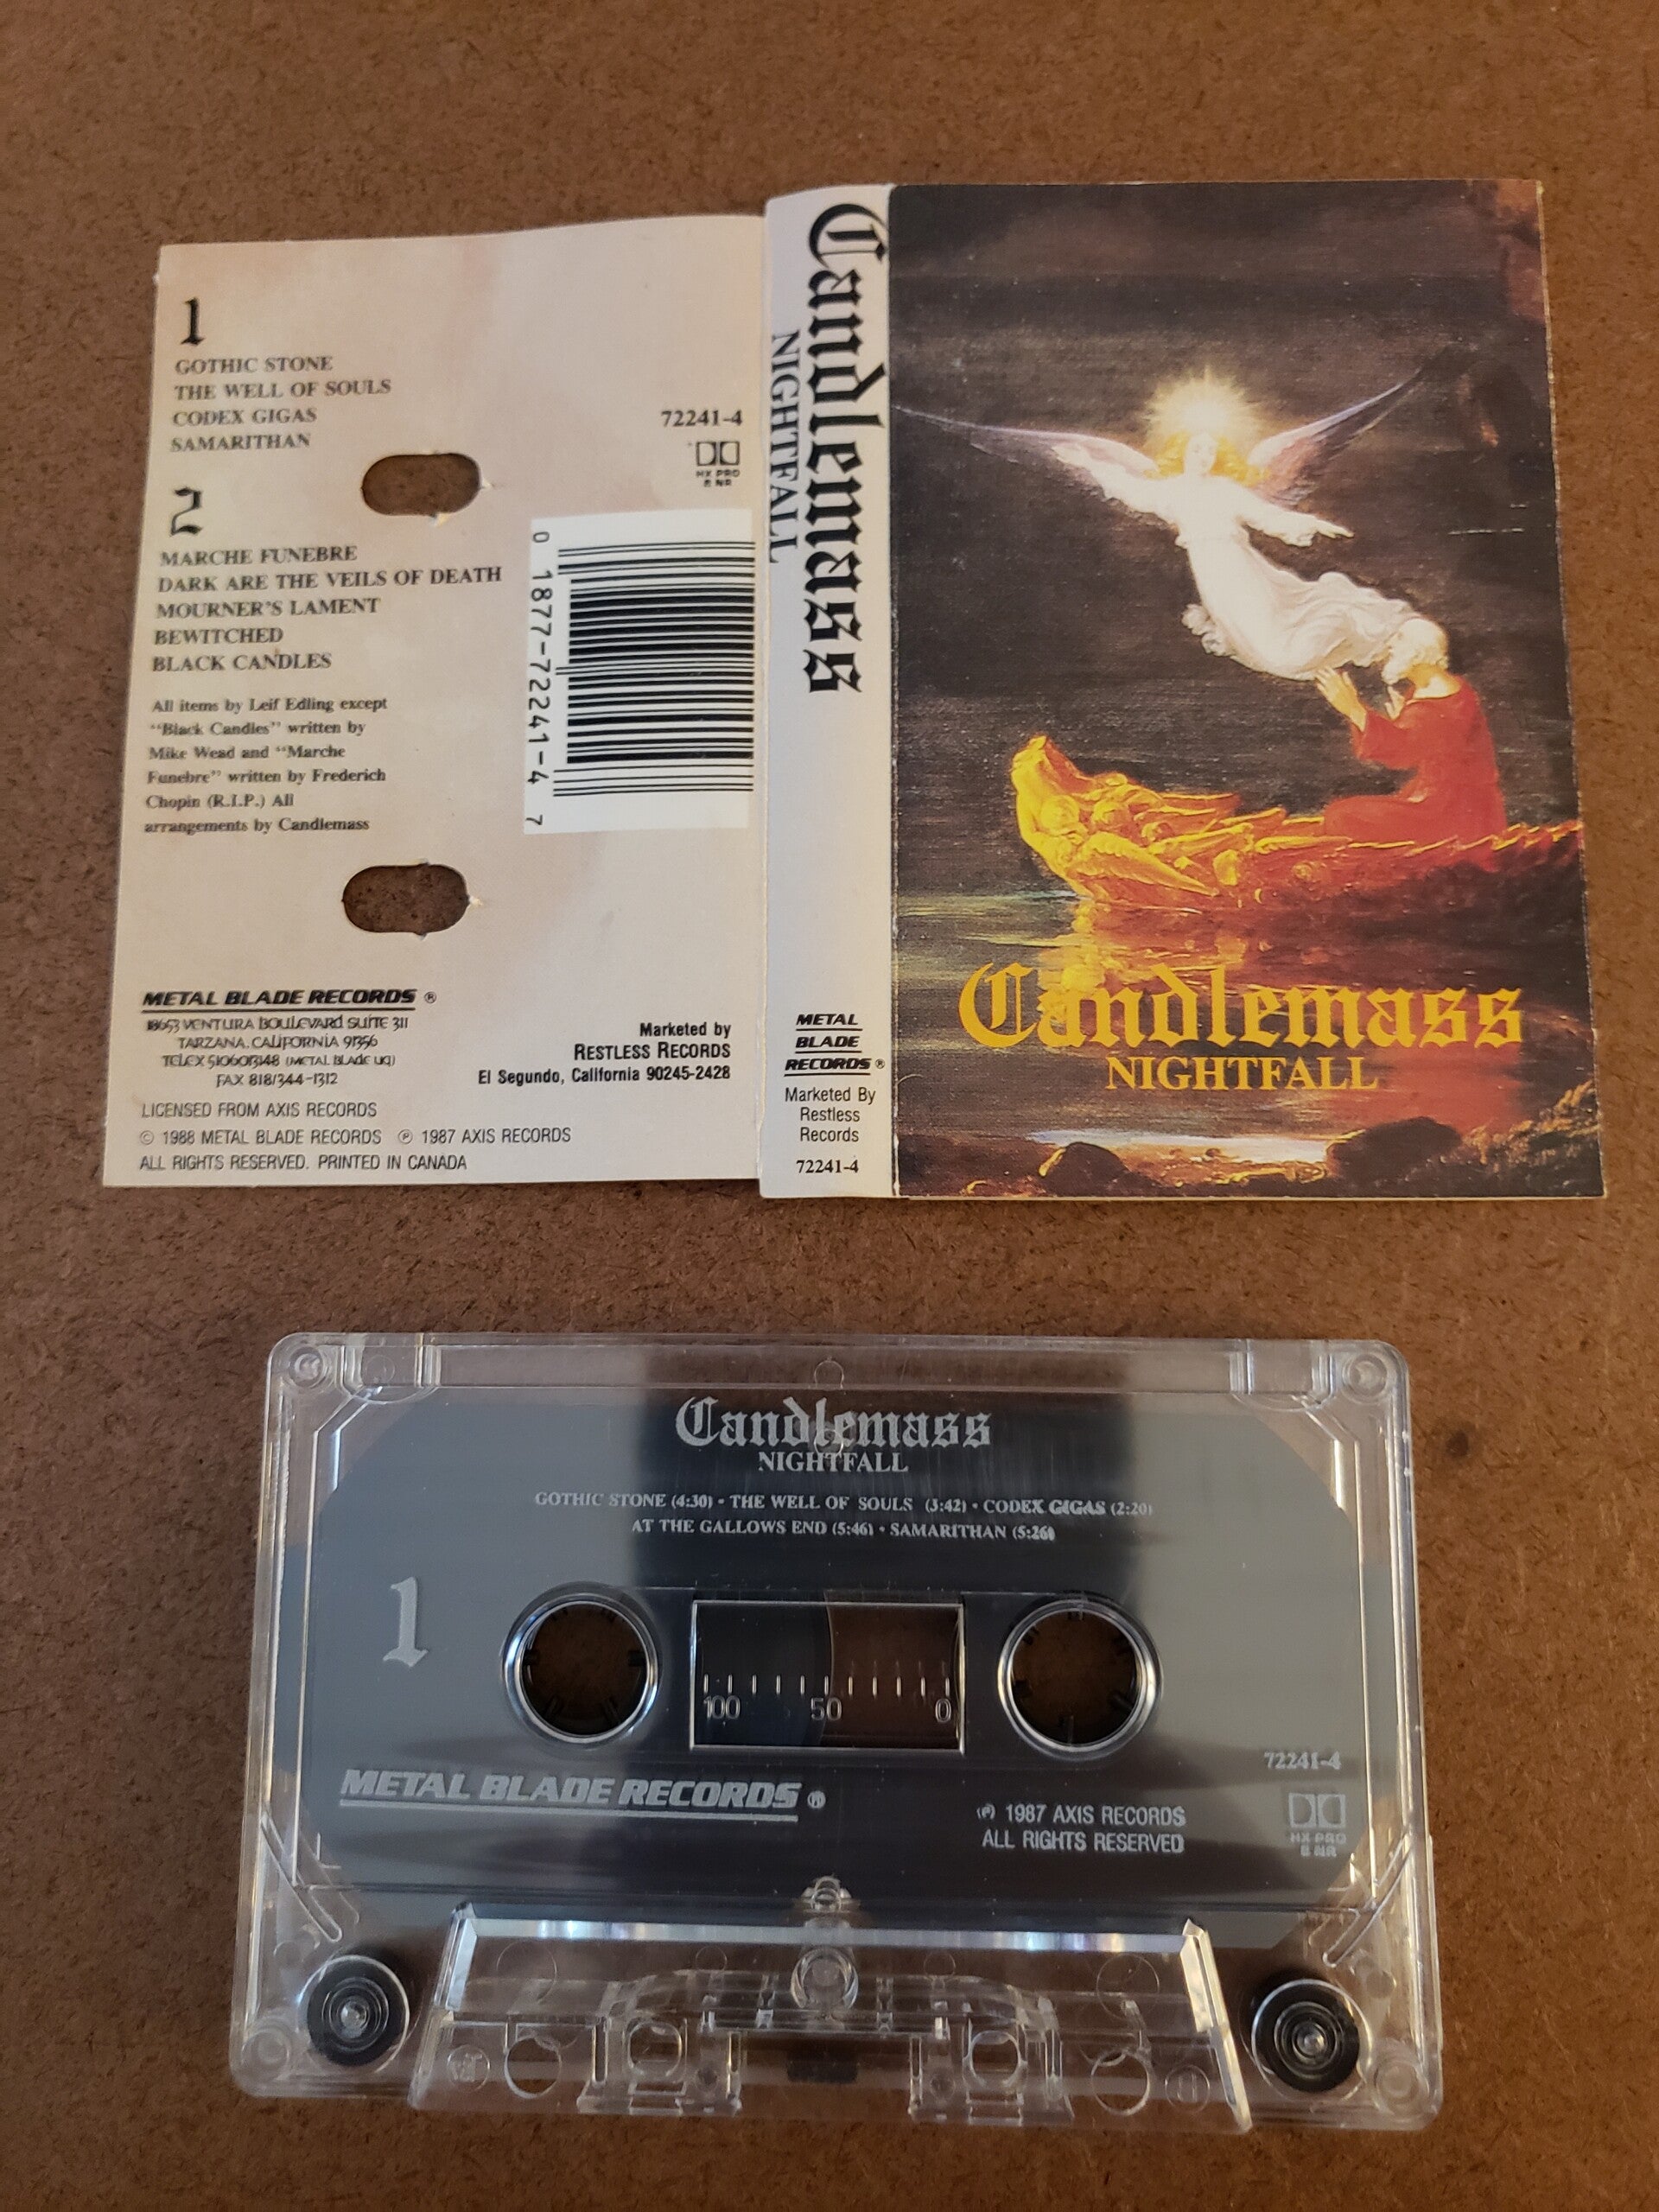 1
GOTHIC STONE
THE WELL OF SOULS
CODEX GIGAS
SAMARITHAN
2
MARCHE FUNEBRE
DARK ARE THE VEILS OF DEATH
MOURNER'S LAMENT
BEWITCHED
BLACK CANDLES
All items by Leif Edling except
"Black Candles" written by
Mike Wead and "Marche
Funebre" written by Frederich
Chopin (R.I.P.) All
arrangements by Candlemass
METAL BLADE RECORDS ®
18653 VENTURA BOULEVARD SUITE 311
TARZANA, CALIFORNIA 91356
TELEX 5106013148 (METAL BLADE UQ)
FAX 818/344-1312
LICENSED FROM AXIS RECORDS
© 1988 METAL BLADE RECORDS ℗ 1987 AXIS RECORDS
ALL RIGHTS RESERVED. PRINTED IN CANADA
72241-4
HX PRO
B NR
0 1877-72241-4 7
Marketed by
RESTLESS RECORDS
El Segundo, California 90245-2428
Candlemass
NIGHTFALL
METAL
BLADE
RECORDS®
Marketed By
Restless
Records
72241-4
Candlemass
NIGHTFALL
Candlemass
NIGHTFALL
GOTHIC STONE (4:30) • THE WELL OF SOULS (3:42) • CODEX GIGAS (2:20)
AT THE GALLOWS END (5:46) • SAMARITHAN (5:26)
1
100 50 0
72241-4
METAL BLADE RECORDS ®
℗ 1987 AXIS RECORDS
ALL RIGHTS RESERVED
HX PRO
B NR